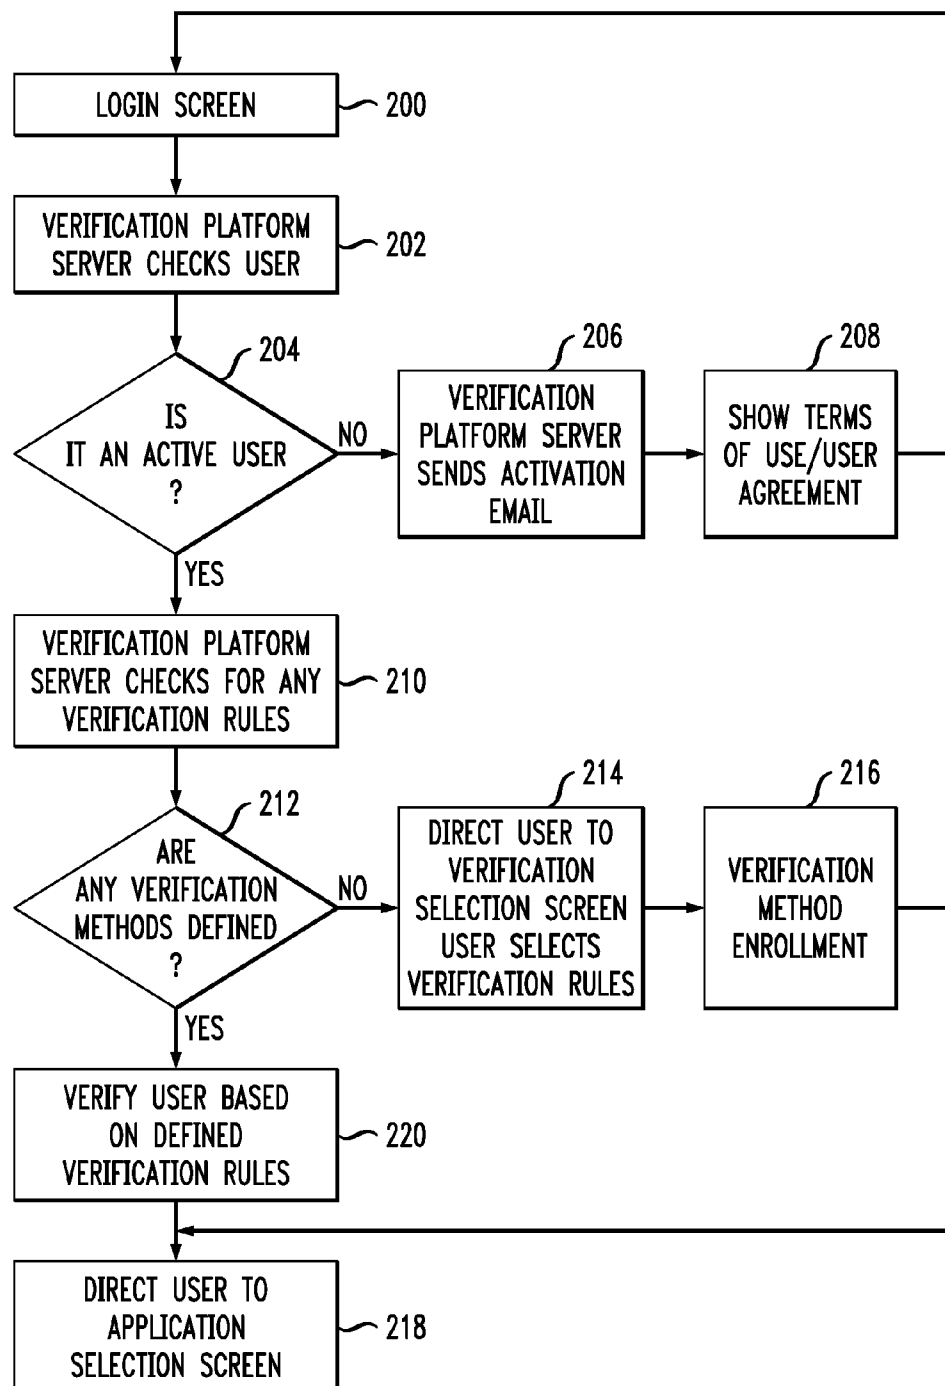 LOGIN SCREEN
200
VERIFICATION PLATFORM
SERVER CHECKS USER
202
204
IS
IT AN ACTIVE USER
?
NO
YES
206
VERIFICATION
PLATFORM SERVER
SENDS ACTIVATION
EMAIL
208
SHOW TERMS
OF USE/USER
AGREEMENT
VERIFICATION PLATFORM
SERVER CHECKS FOR ANY
VERIFICATION RULES
210
212
ARE
ANY VERIFICATION
METHODS DEFINED
?
NO
YES
214
DIRECT USER TO
VERIFICATION
SELECTION SCREEN
USER SELECTS
VERIFICATION RULES
216
VERIFICATION
METHOD
ENROLLMENT
VERIFY USER BASED
ON DEFINED
VERIFICATION RULES
220
DIRECT USER TO
APPLICATION
SELECTION SCREEN
218